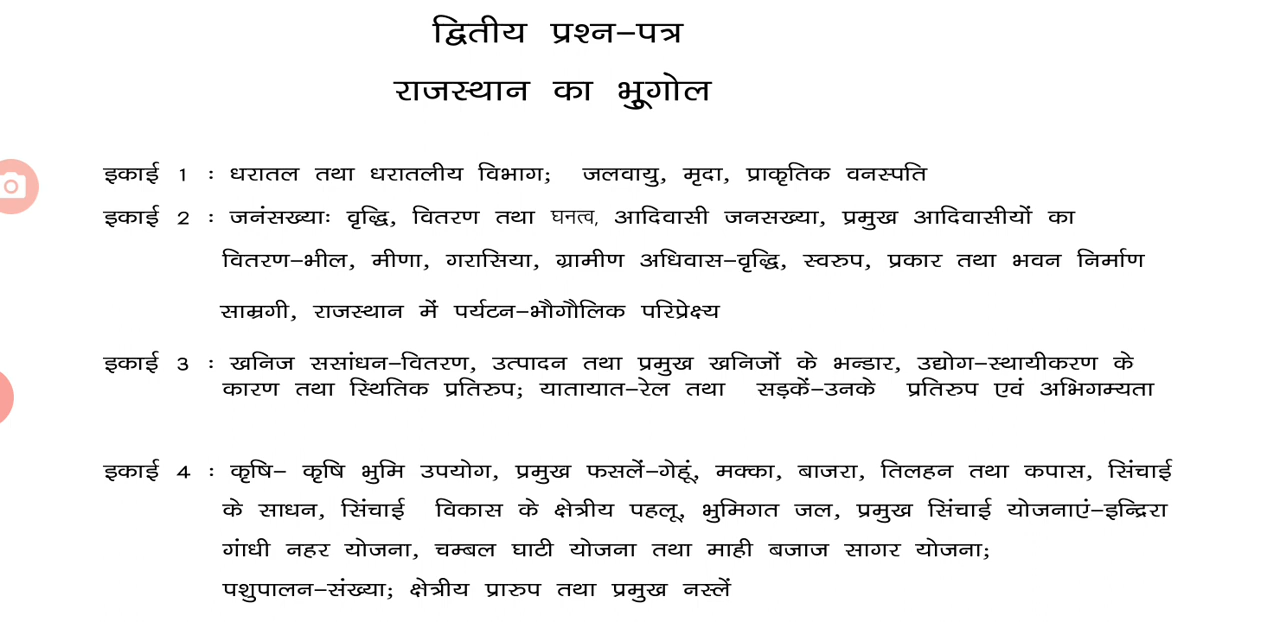 द्वितीय प्रश्न–पत्र
राजस्थान का भुूगोल
इकाई 1 : धरातल तथा धरातलीय विभाग; जलवायु, मृदा, प्राकृतिक वनस्पति
इकाई 2 : जनंसख्याः वृद्धि, वितरण तथा घनत्व, आदिवासी जनसख्या, प्रमुख आदिवासीयों का
वितरण–भील, मीणा, गरासिया, ग्रामीण अधिवास–वृद्धि, स्वरुप, प्रकार तथा भवन निर्माण
साम्रगी, राजस्थान में पर्यटन–भौगौलिक परिप्रेक्ष्य
इकाई 3 : खनिज ससांधन–वितरण, उत्पादन तथा प्रमुख खनिजों के भन्डार, उद्योग–स्थायीकरण के
कारण तथा स्थितिक प्रतिरुप; यातायात–रेल तथा सड़कें–उनके प्रतिरुप एवं अभिगम्यता
इकाई 4 : कृषि– कृषि भुमि उपयोग, प्रमुख फसलें–गेहूं, मक्का, बाजरा, तिलहन तथा कपास, सिंचाई
के साधन, सिंचाई विकास के क्षेत्रीय पहलू, भुमिगत जल, प्रमुख सिंचाई योजनाएं–इन्दिरा
गांधी नहर योजना, चम्बल घाटी योजना तथा माही बजाज सागर योजना;
पशुपालन–संख्या; क्षेत्रीय प्रारुप तथा प्रमुख नस्लें